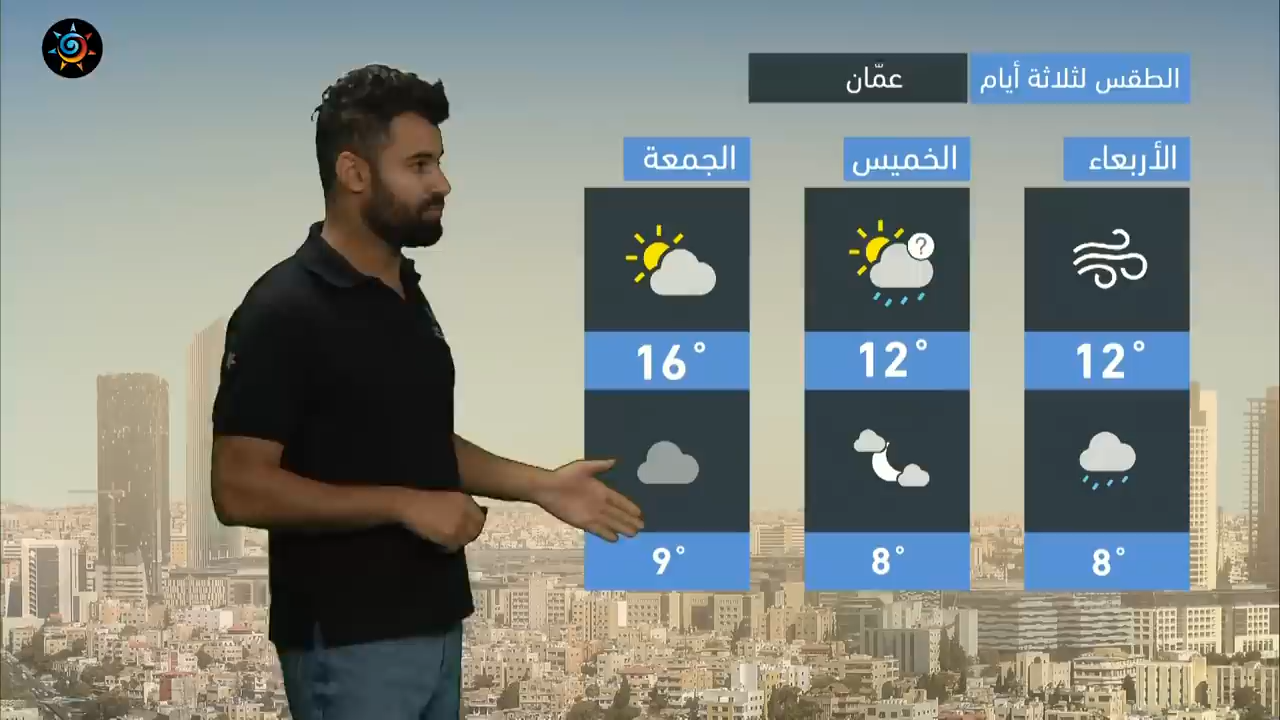 الطقس لثلاثة أيام
عمّان
الأربعاء
الخميس
الجمعة
?
12°
12°
16°
8°
8°
9°